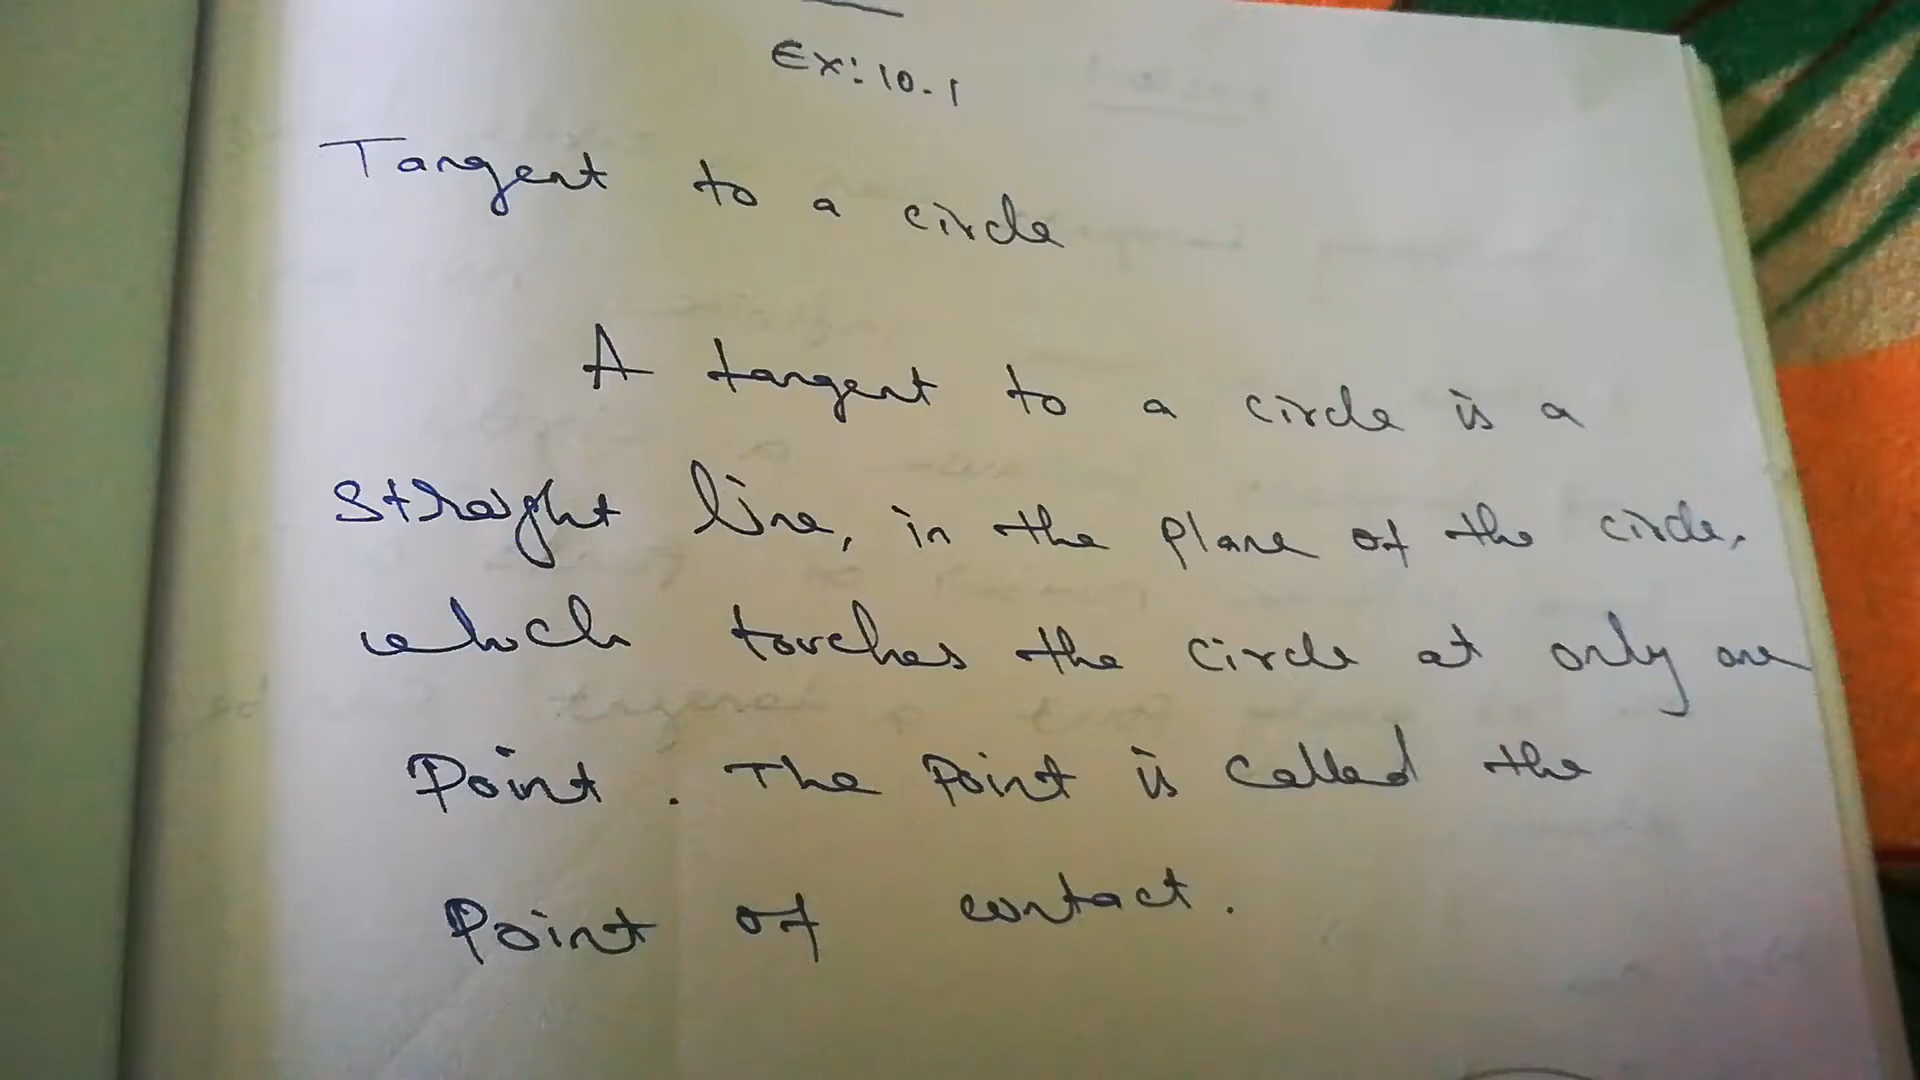 Ex: 10.1
Tangent to a circle
A tangent to a circle is a
straight line, in the plane of the circle,
which touches the circle at only one
Point. The Point is called the
Point of contact.